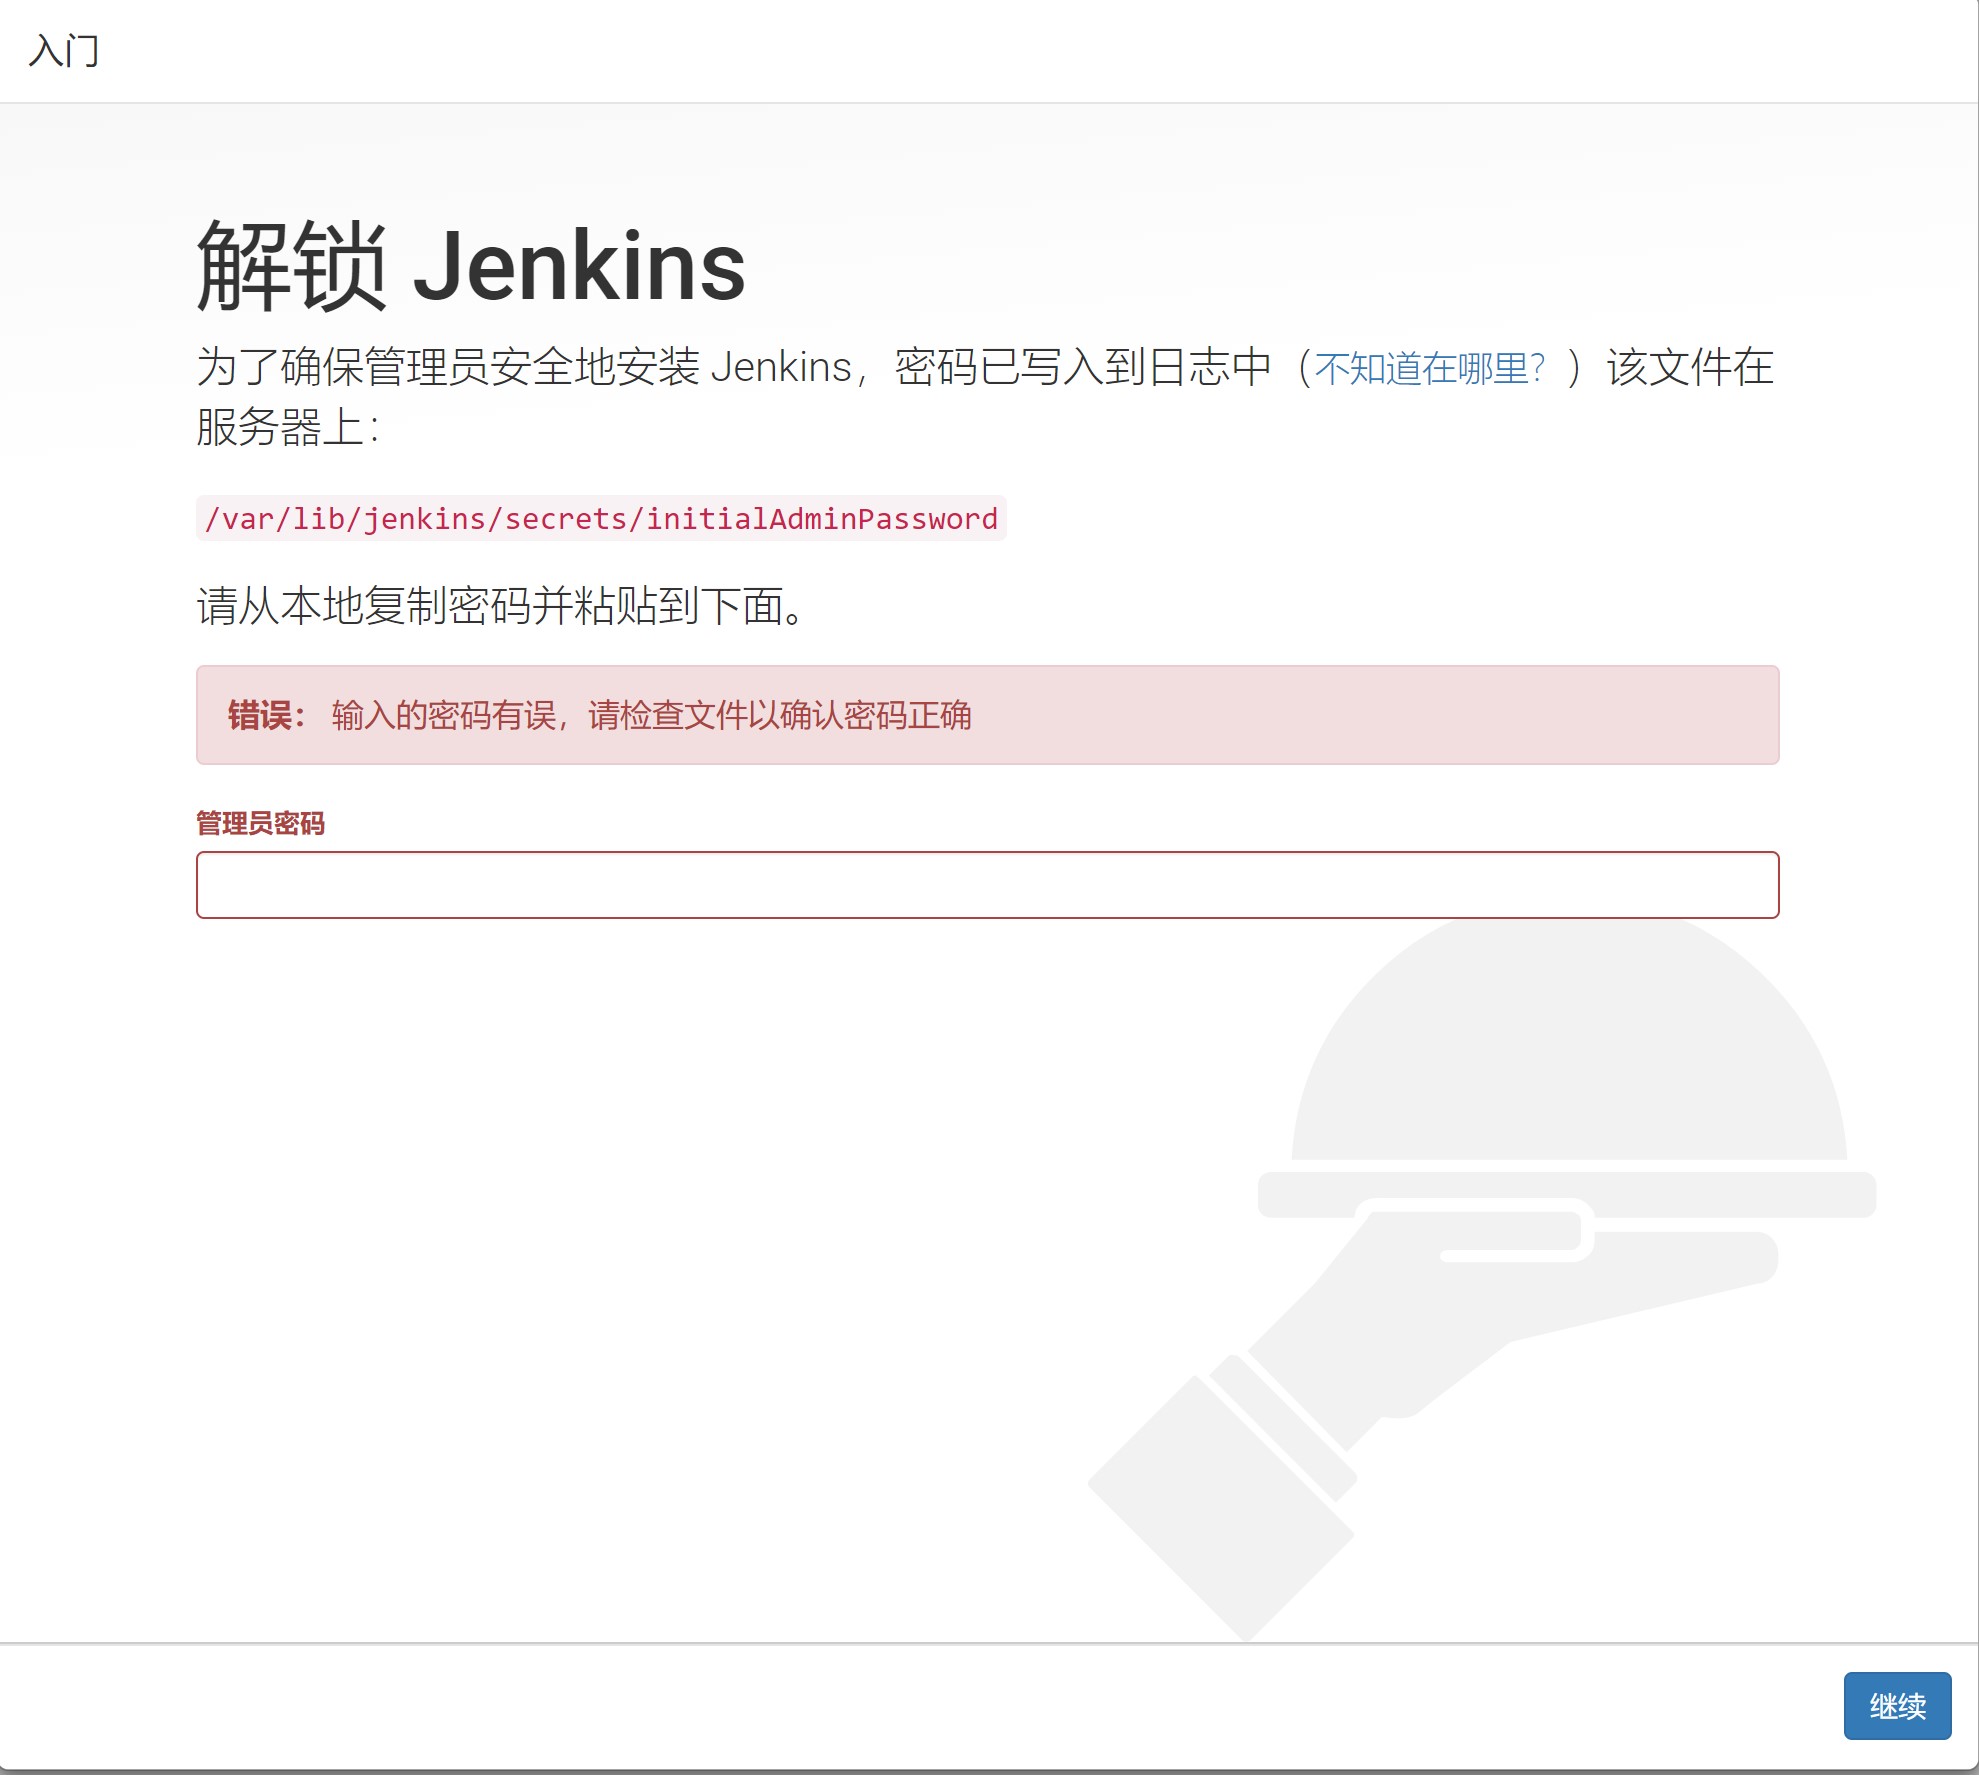 入门
解锁 Jenkins
为了确保管理员安全地安装 Jenkins，密码已写入到日志中（不知道在哪里？）该文件在
服务器上：
/var/lib/jenkins/secrets/initialAdminPassword
请从本地复制密码并粘贴到下面。
错误： 输入的密码有误，请检查文件以确认密码正确
管理员密码
继续